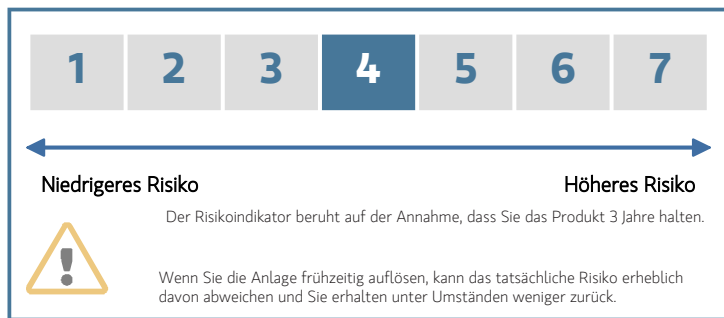 1 2 3 4 5 6 7
Niedrigeres Risiko Höheres Risiko
Der Risikoindikator beruht auf der Annahme, dass Sie das Produkt 3 Jahre halten.
!
Wenn Sie die Anlage frühzeitig auflösen, kann das tatsächliche Risiko erheblich
davon abweichen und Sie erhalten unter Umständen weniger zurück.